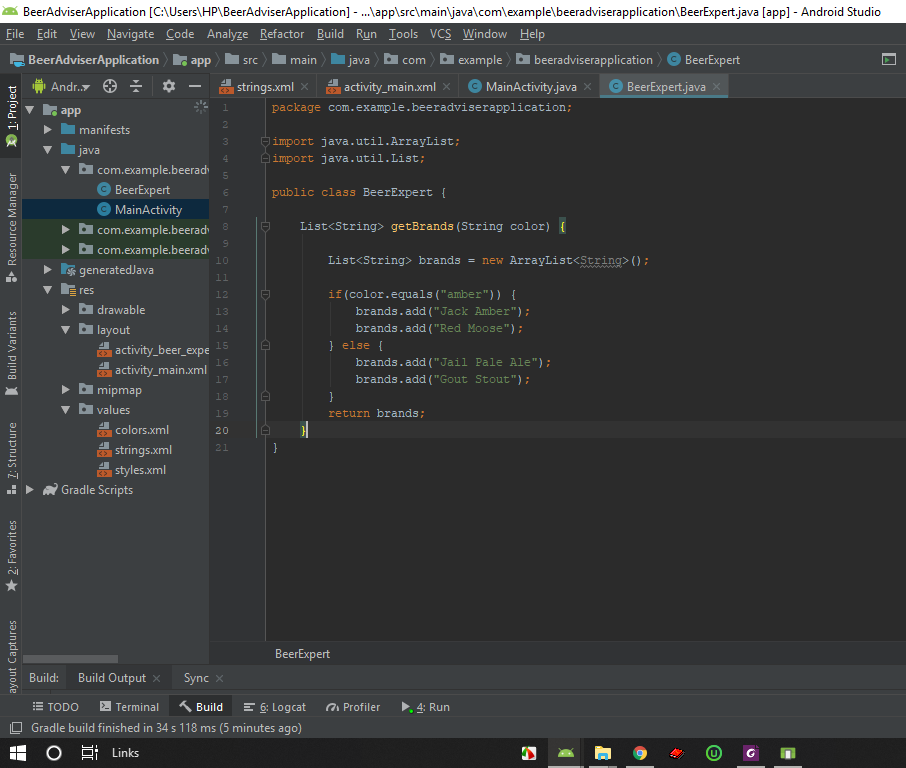 BeerAdviserApplication [C:\Users\HP\BeerAdviserApplication] - ...\app\src\main\java\com\example\beeradviserapplication\BeerExpert.java [app] - Android Studio
File Edit View Navigate Code Analyze Refactor Build Run Tools VCS Window Help
BeerAdviserApplication app src main java com example beeradviserapplication BeerExpert
1: Project
Resource Manager
Build Variants
7: Structure
2: Favorites
ayout Captures
Andr..
app
manifests
java
com.example.beeradv
BeerExpert
MainActivity
com.example.beeradv
com.example.beeradv
generatedJava
res
drawable
layout
activity_beer_expe
activity_main.xml
mipmap
values
colors.xml
strings.xml
styles.xml
Gradle Scripts
strings.xml activity_main.xml MainActivity.java BeerExpert.java
1 package com.example.beeradviserapplication;
2
3 import java.util.ArrayList;
4 import java.util.List;
5
6 public class BeerExpert {
7
8 List<String> getBrands(String color) {
9
10 List<String> brands = new ArrayList<String>();
11
12 if(color.equals("amber")) {
13 brands.add("Jack Amber");
14 brands.add("Red Moose");
15 } else {
16 brands.add("Jail Pale Ale");
17 brands.add("Gout Stout");
18 }
19 return brands;
20 }
21 }
BeerExpert
Build: Build Output Sync
TODO Terminal Build 6: Logcat Profiler 4: Run
Gradle build finished in 34 s 118 ms (5 minutes ago)
Links